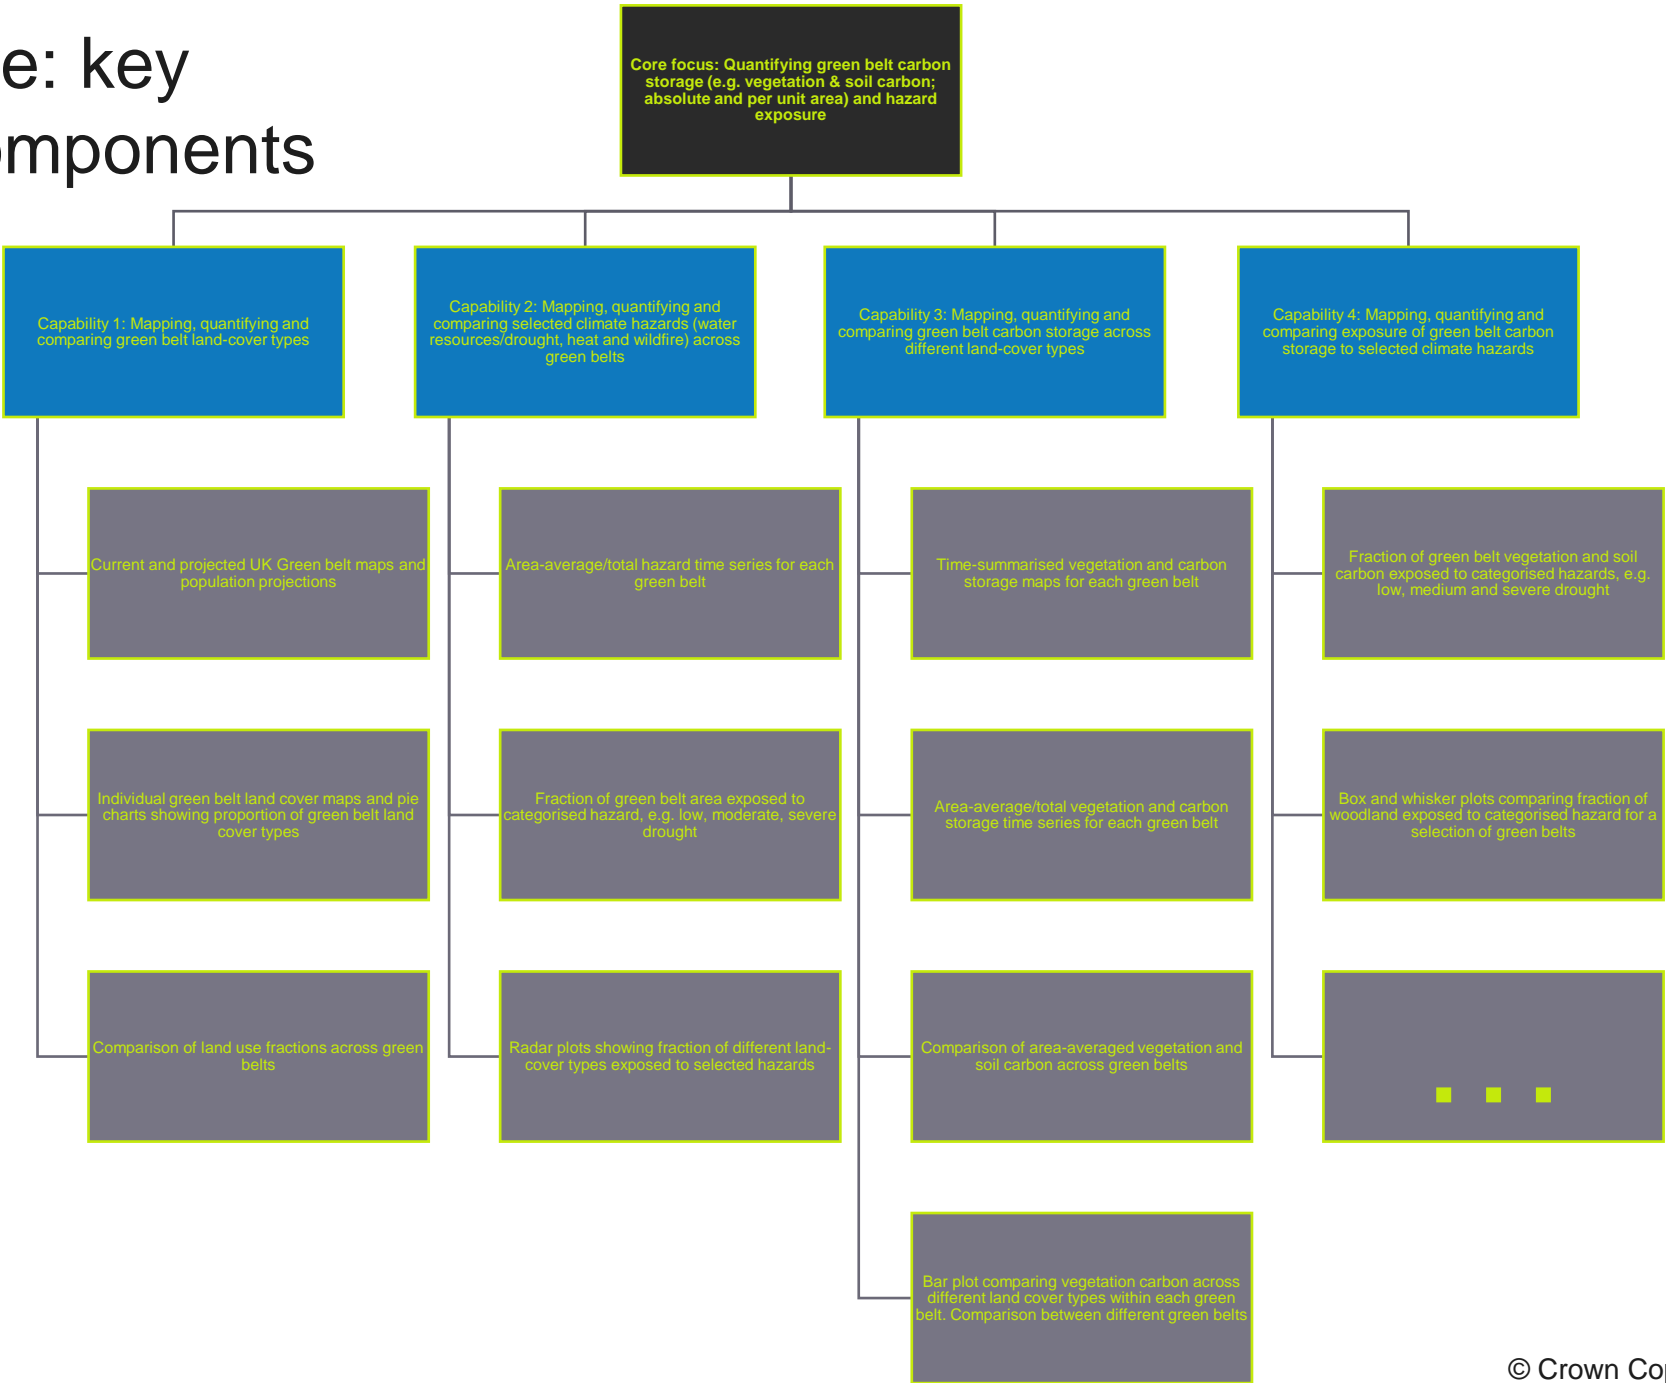 e: key
omponents
Core focus: Quantifying green belt carbon
storage (e.g. vegetation & soil carbon;
absolute and per unit area) and hazard
exposure
Capability 1: Mapping, quantifying and
comparing green belt land-cover types
Capability 2: Mapping, quantifying and
comparing selected climate hazards (water
resources/drought, heat and wildfire) across
green belts
Capability 3: Mapping, quantifying and
comparing green belt carbon storage across
different land-cover types
Capability 4: Mapping, quantifying and
comparing exposure of green belt carbon
storage to selected climate hazards
Current and projected UK Green belt maps and
population projections
Area-average/total hazard time series for each
green belt
Time-summarised vegetation and carbon
storage maps for each green belt
Fraction of green belt vegetation and soil
carbon exposed to categorised hazards, e.g.
low, medium and severe drought
Individual green belt land cover maps and pie
charts showing proportion of green belt land
cover types
Fraction of green belt area exposed to
categorised hazard, e.g. low, moderate, severe
drought
Area-average/total vegetation and carbon
storage time series for each green belt
Box and whisker plots comparing fraction of
woodland exposed to categorised hazard for a
selection of green belts
Comparison of land use fractions across green
belts
Radar plots showing fraction of different land-
cover types exposed to selected hazards
Comparison of area-averaged vegetation and
soil carbon across green belts
...
Bar plot comparing vegetation carbon across
different land cover types within each green
belt. Comparison between different green belts
© Crown Cop